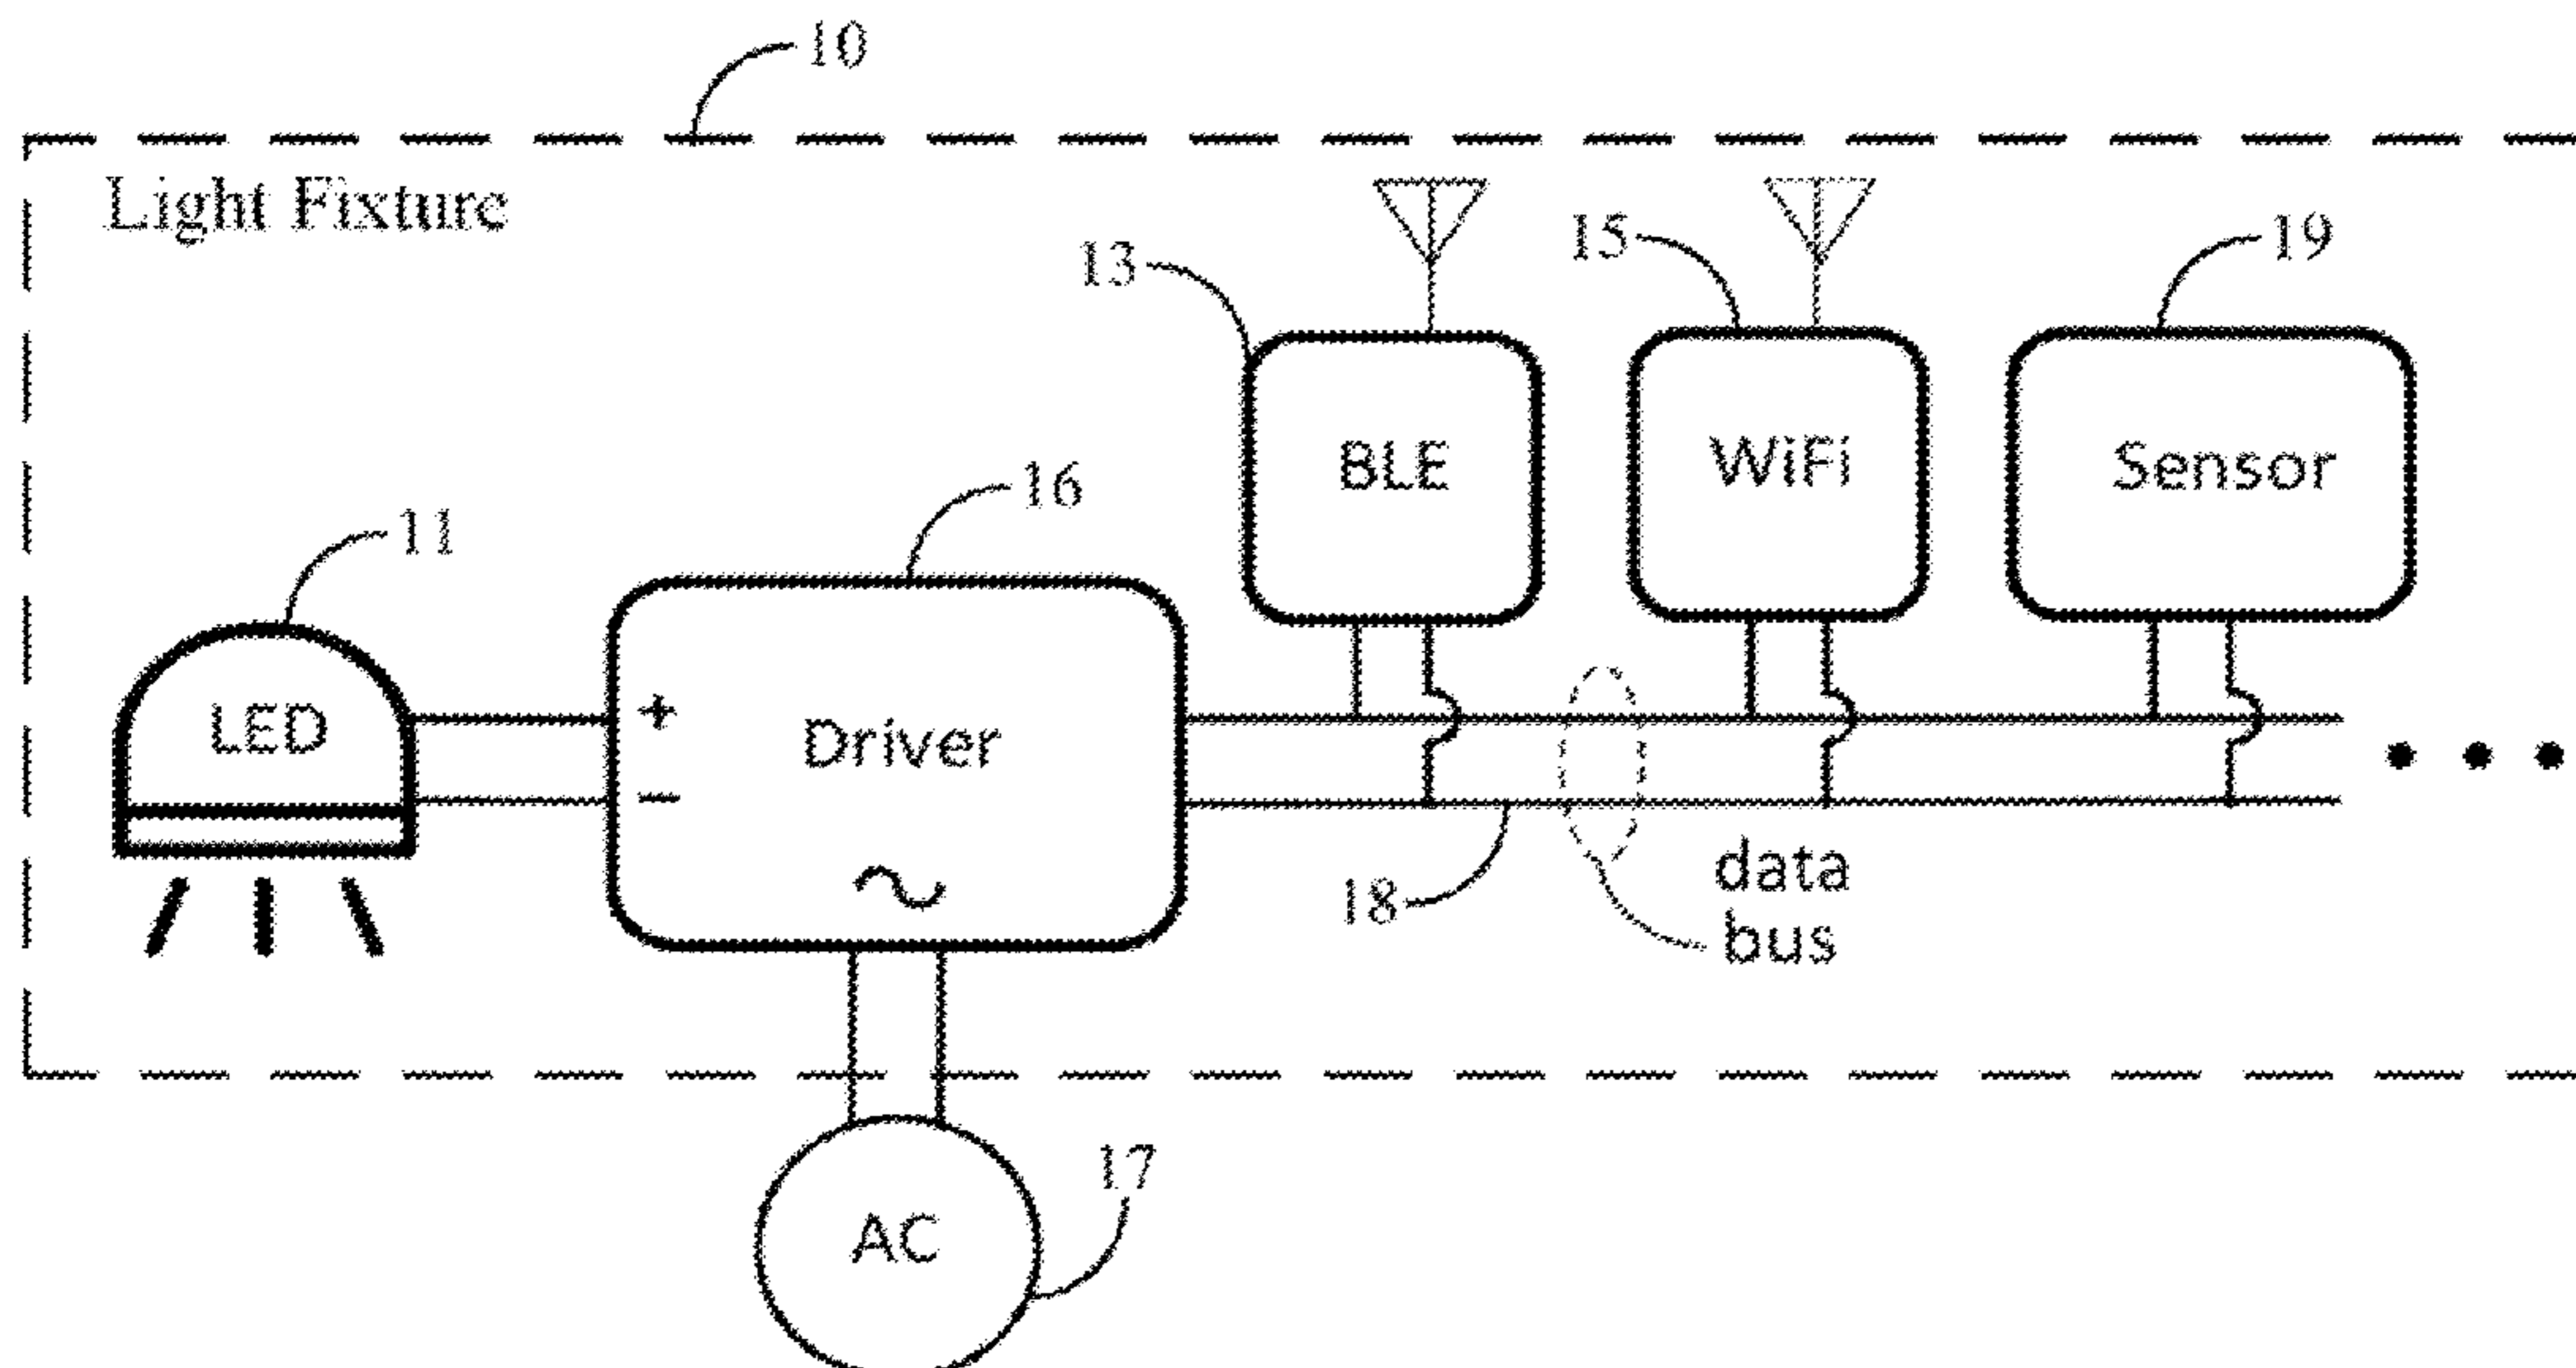 10
Light Fixture
13
15
19
BLE
WiFi
Sensor
16
11
LED
+
Driver
−
18
data
bus
17
AC